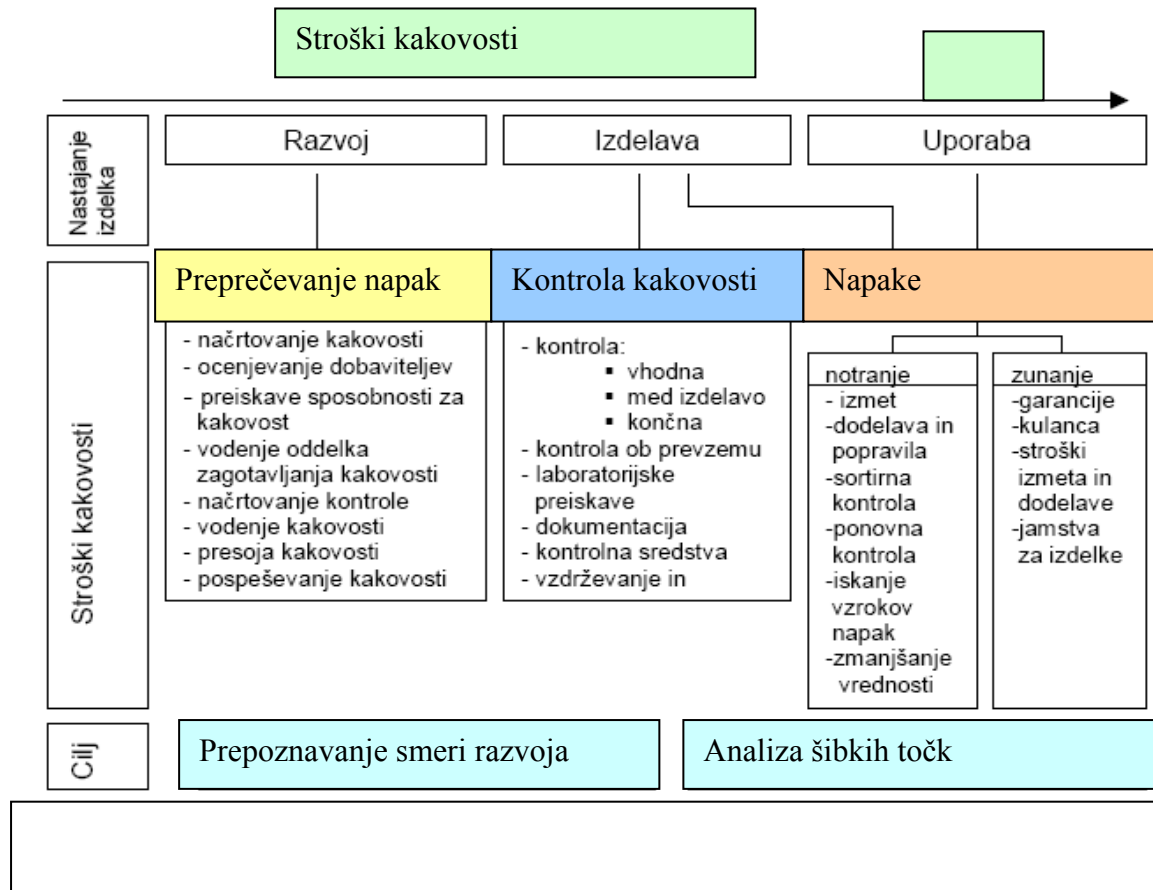 Stroški kakovosti
Nastajanje
izdelka
Razvoj
Izdelava
Uporaba
Stroški kakovosti
Preprečevanje napak
- načrtovanje kakovosti
- ocenjevanje dobaviteljev
- preiskave sposobnosti za
kakovost
- vodenje oddelka
zagotavljanja kakovosti
- načrtovanje kontrole
- vodenje kakovosti
- presoja kakovosti
- pospeševanje kakovosti
Kontrola kakovosti
- kontrola:
▪ vhodna
▪ med izdelavo
▪ končna
- kontrola ob prevzemu
- laboratorijske
preiskave
- dokumentacija
- kontrolna sredstva
- vzdrževanje in
Napake
notranje
- izmet
-dodelava in
popravila
-sortirna
kontrola
-ponovna
kontrola
-iskanje
vzrokov
napak
-zmanjšanje
vrednosti
zunanje
-garancije
-kulanca
-stroški
izmeta in
dodelave
-jamstva
za izdelke
Cilj
Prepoznavanje smeri razvoja
Analiza šibkih točk